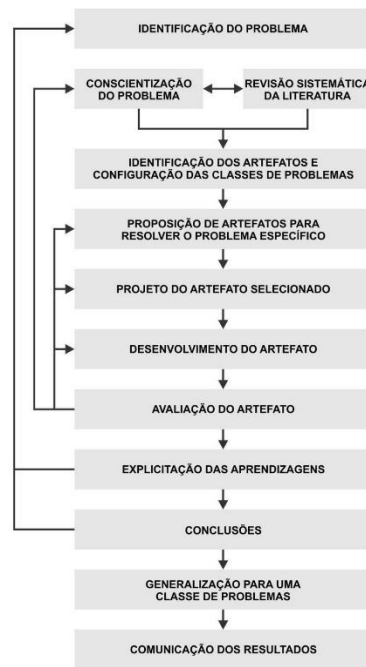 IDENTIFICAÇÃO DO PROBLEMA
CONSCIENTIZAÇÃO
DO PROBLEMA
REVISÃO SISTEMÁTICA
DA LITERATURA
IDENTIFICAÇÃO DOS ARTEFATOS E
CONFIGURAÇÃO DAS CLASSES DE PROBLEMAS
PROPOSIÇÃO DE ARTEFATOS PARA
RESOLVER O PROBLEMA ESPECÍFICO
PROJETO DO ARTEFATO SELECIONADO
DESENVOLVIMENTO DO ARTEFATO
AVALIAÇÃO DO ARTEFATO
EXPLICITAÇÃO DAS APRENDIZAGENS
CONCLUSÕES
GENERALIZAÇÃO PARA UMA
CLASSE DE PROBLEMAS
COMUNICAÇÃO DOS RESULTADOS